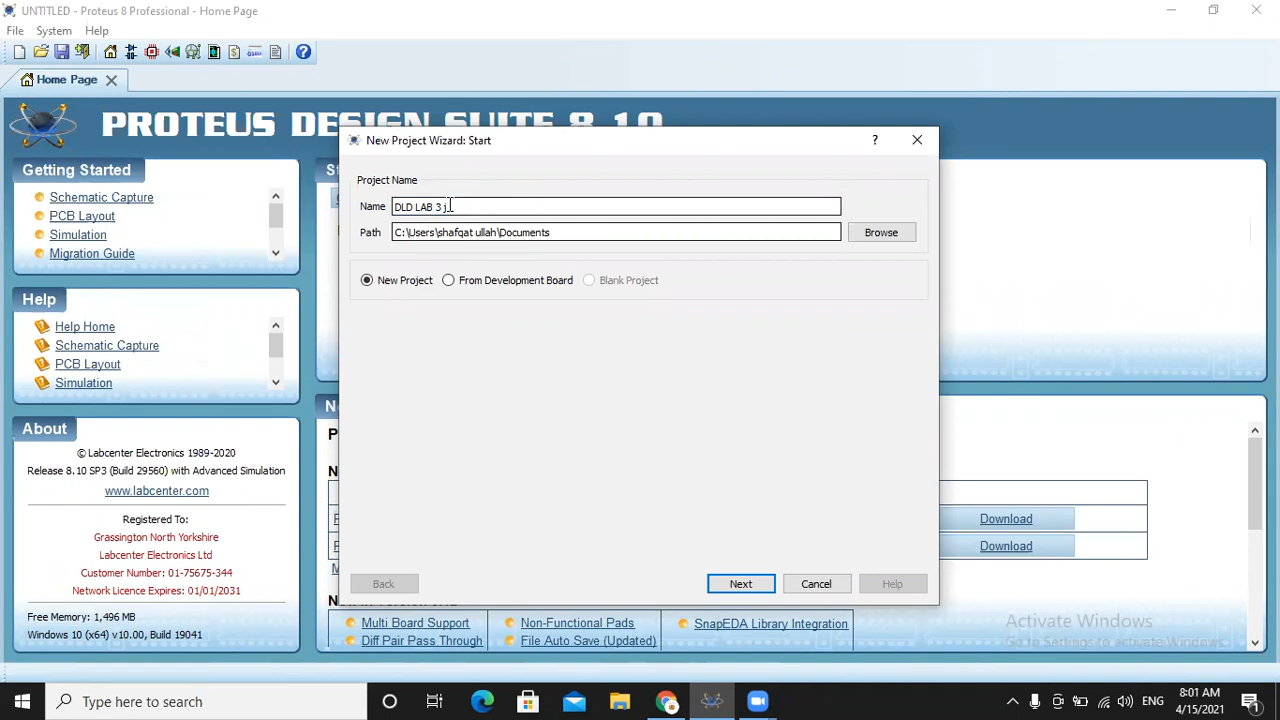 UNTITLED - Proteus 8 Professional - Home Page
File System Help
Home Page
PROTEUS DESIGN SUITE 8.10
Getting Started
Schematic Capture
PCB Layout
Simulation
Migration Guide
Help
Help Home
Schematic Capture
PCB Layout
Simulation
About
© Labcenter Electronics 1989-2020
Release 8.10 SP3 (Build 29560) with Advanced Simulation
www.labcenter.com
Registered To:
Grassington North Yorkshire
Labcenter Electronics Ltd
Customer Number: 01-75675-344
Network Licence Expires: 01/01/2031
Free Memory: 1,496 MB
Windows 10 (x64) v10.00, Build 19041
New Project Wizard: Start
Project Name
Name DLD LAB 3 j
Path C:\Users\shafqat ullah\Documents Browse
New Project From Development Board Blank Project
Back Next Cancel Help
Download
Download
Multi Board Support Non-Functional Pads SnapEDA Library Integration
Diff Pair Pass Through File Auto Save (Updated)
Activate Windows
Go to Settings to activate Windows.
Type here to search
ENG
8:01 AM
4/15/2021
1